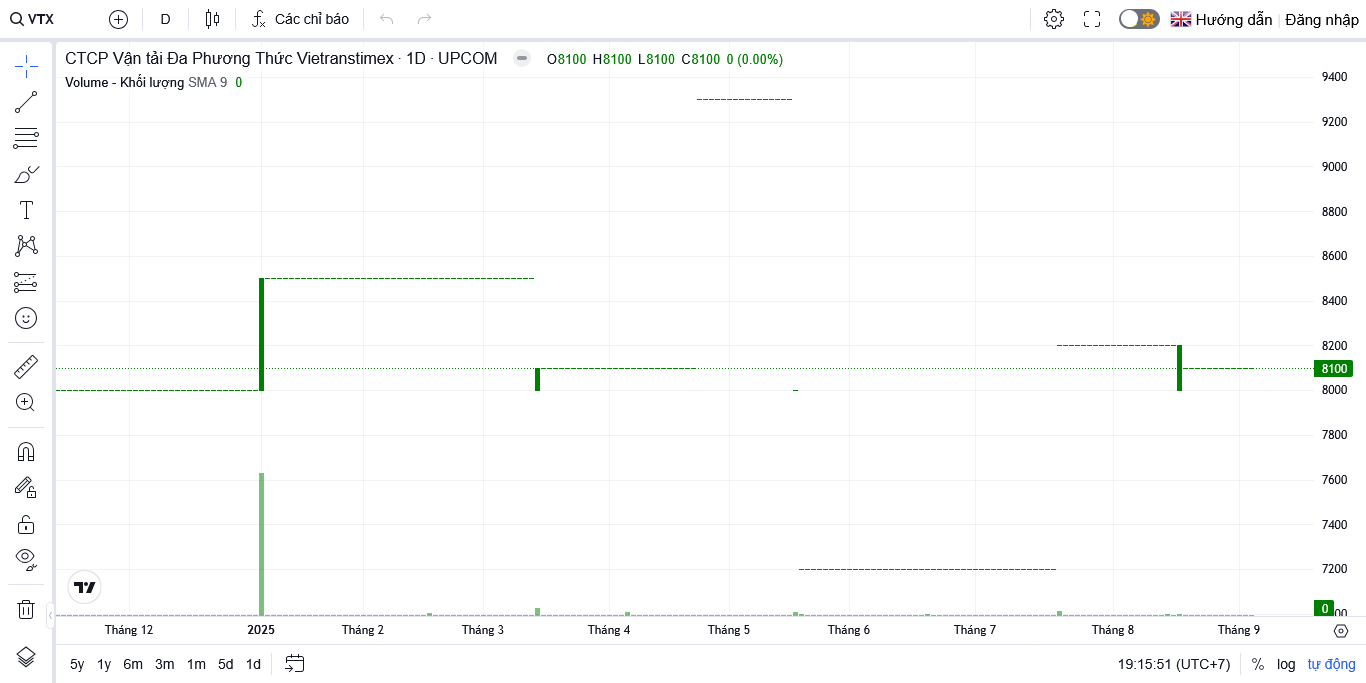 VTX D Các chỉ báo Hướng dẫn Đăng nhập
CTCP Vận tải Đa Phương Thức Vietranstimex · 1D · UPCOM O8100 H8100 L8100 C8100 0 (0.00%)
Volume - Khối lượng SMA 9 0
9400
9200
9000
8800
8600
8400
8200
8100
8000
7800
7600
7400
7200
0
Tháng 12 2025 Tháng 2 Tháng 3 Tháng 4 Tháng 5 Tháng 6 Tháng 7 Tháng 8 Tháng 9
5y 1y 6m 3m 1m 5d 1d 19:15:51 (UTC+7) % log tự động